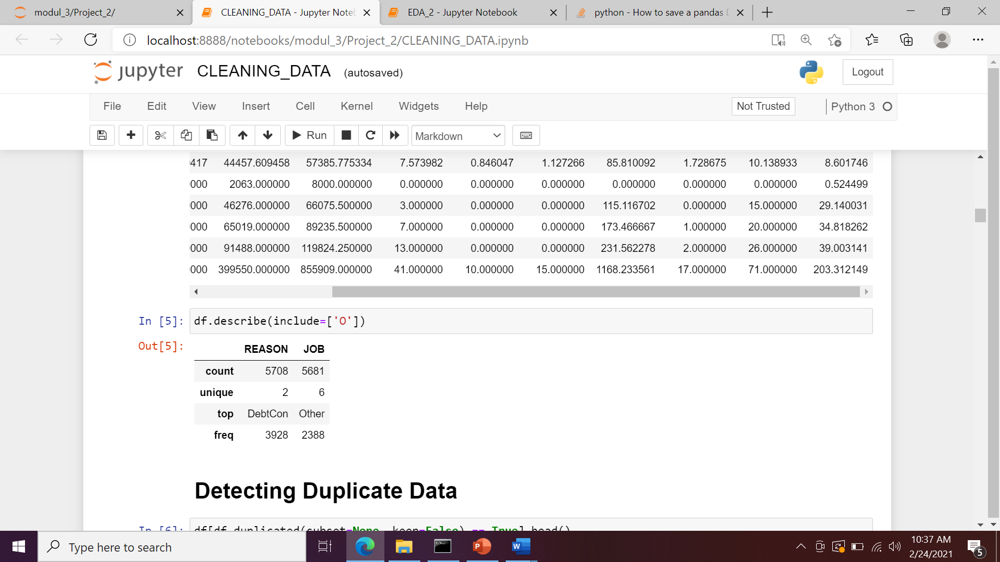 modul_3/Project_2/
CLEANING_DATA - Jupyter Noteb
EDA_2 - Jupyter Notebook
python - How to save a pandas D
localhost:8888/notebooks/modul_3/Project_2/CLEANING_DATA.ipynb
jupyter CLEANING_DATA (autosaved)
Logout
File Edit View Insert Cell Kernel Widgets Help
Not Trusted
Python 3
Run
Markdown
417 44457.609458 57385.775334 7.573982 0.846047 1.127266 85.810092 1.728675 10.138933 8.601746
000 2063.000000 8000.000000 0.000000 0.000000 0.000000 0.000000 0.000000 0.000000 0.524499
000 46276.000000 66075.500000 3.000000 0.000000 0.000000 115.116702 0.000000 15.000000 29.140031
000 65019.000000 89235.500000 7.000000 0.000000 0.000000 173.466667 1.000000 20.000000 34.818262
000 91488.000000 119824.250000 13.000000 0.000000 0.000000 231.562278 2.000000 26.000000 39.003141
000 399550.000000 855909.000000 41.000000 10.000000 15.000000 1168.233561 17.000000 71.000000 203.312149
In [5]: df.describe(include=['O'])
Out[5]:
REASON JOB
count 5708 5681
unique 2 6
top DebtCon Other
freq 3928 2388
Detecting Duplicate Data
In [6]: df[df.duplicated(subset=None, keep=False) == True].head()
Type here to search
10:37 AM
2/24/2021
5